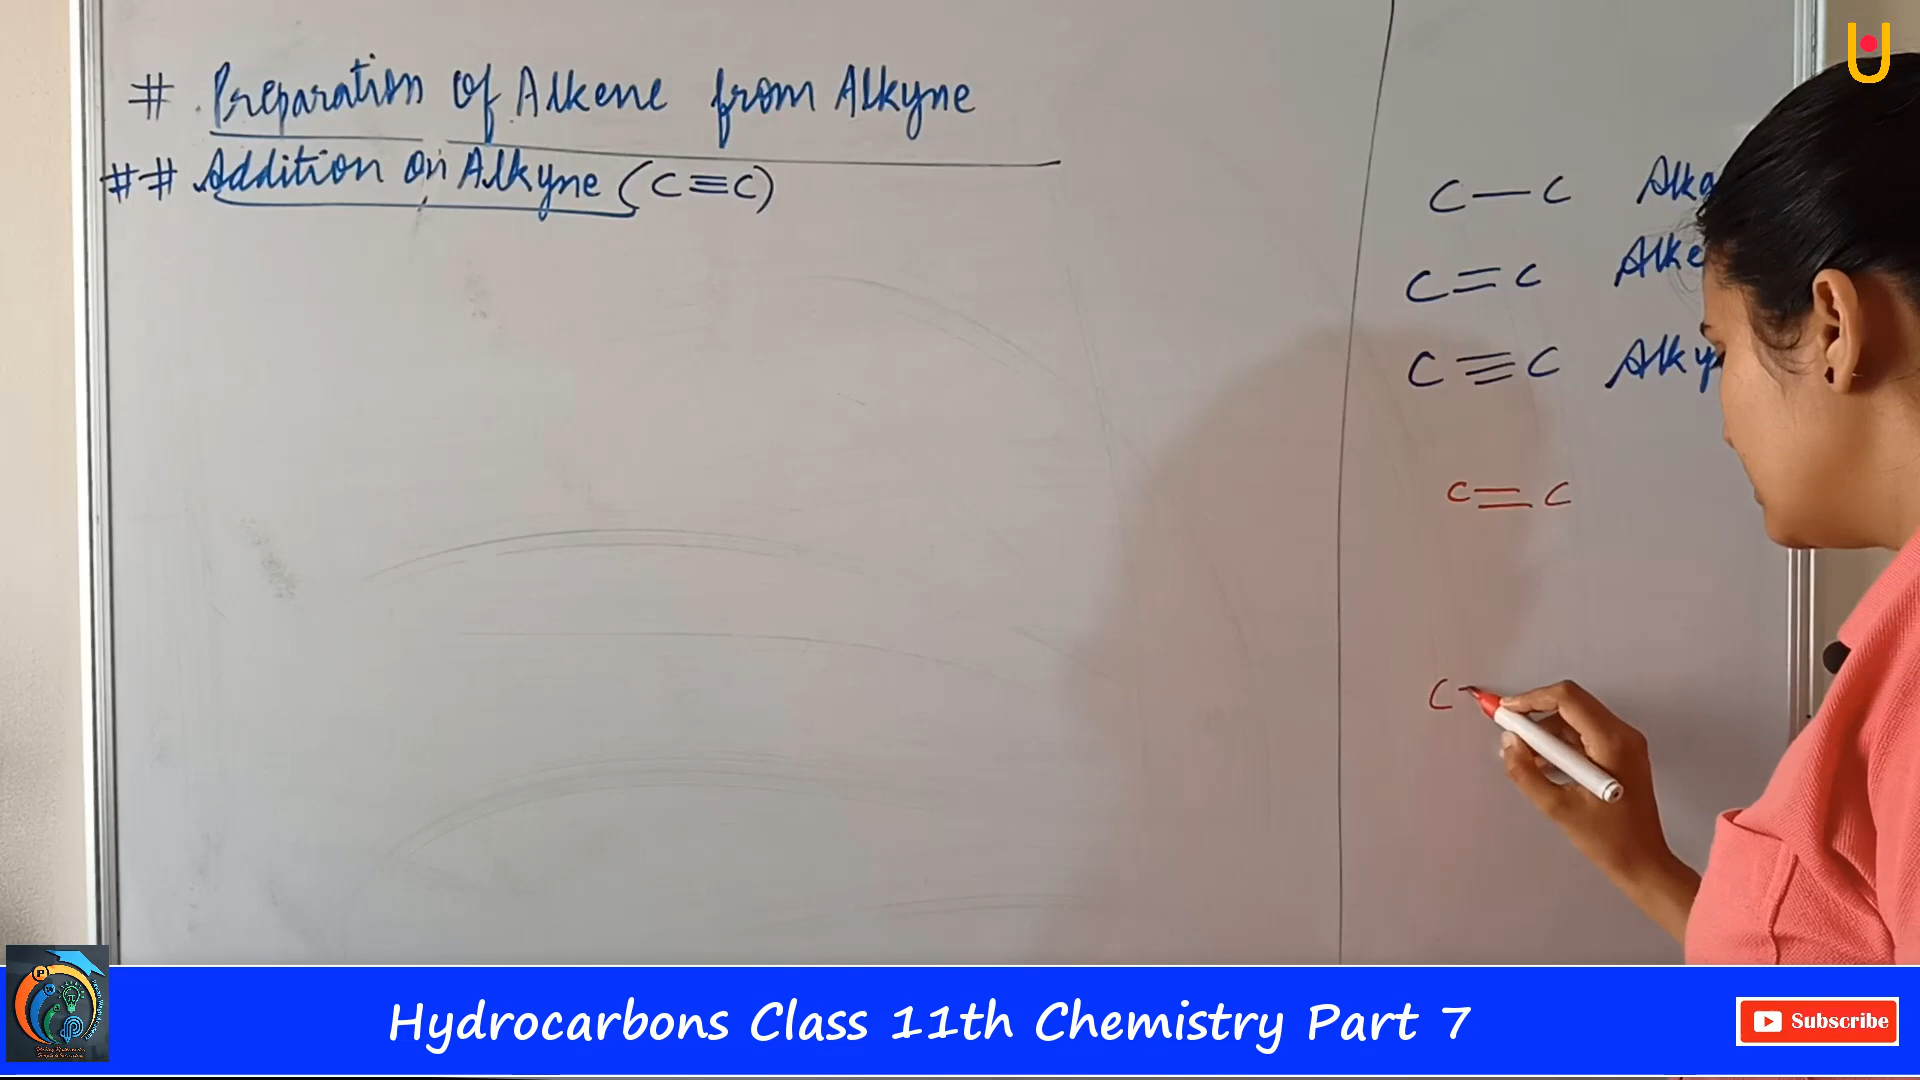 # Preparation of Alkene from Alkyne
## Addition on Alkyne (C≡C)
C—C
C=C
C≡C
C=C
C
Hydrocarbons Class 11th Chemistry Part 7
Subscribe